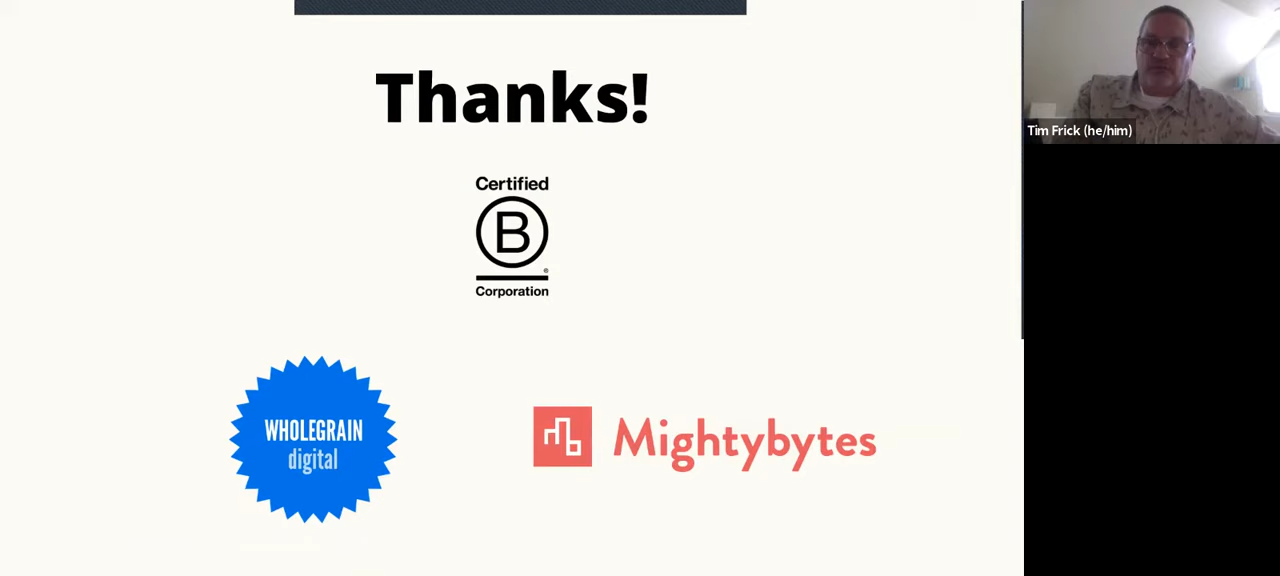 Thanks!
Certified
B
®
Corporation
WHOLEGRAIN
digital
Mightybytes
Tim Frick (he/him)